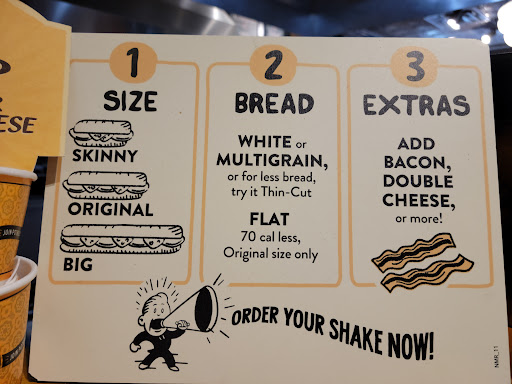 ESE
1
SIZE
SKINNY
ORIGINAL
BIG
2
BREAD
WHITE or
MULTIGRAIN,
or for less bread,
try it Thin-Cut
FLAT
70 cal less,
Original size only
3
EXTRAS
ADD
BACON,
DOUBLE
CHEESE,
or more!
ORDER YOUR SHAKE NOW!
NMR_11